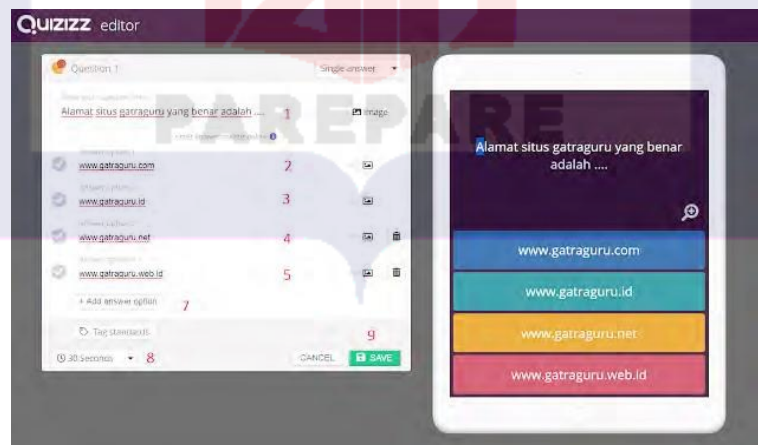 QUIZIZZ editor
Question 1
Single answer
Alamat situs gatraguru yang benar adalah .... 1
Image
www.gatraguru.com 2
www.gatraguru.id 3
www.gatraguru.net 4
www.gatraguru.web.id 5
+ Add answer option 7
Tag standards
9
30 Seconds 8
CANCEL
SAVE
Alamat situs gatraguru yang benar
adalah ....
www.gatraguru.com
www.gatraguru.id
www.gatraguru.net
www.gatraguru.web.id
PAREPARE